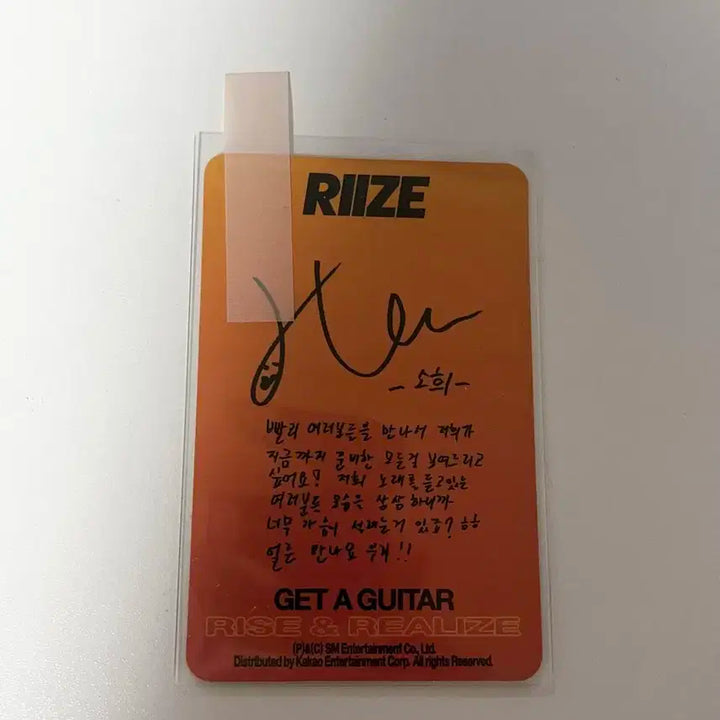 RIIZE
- 소희 -
빨리 여러분들을 만나서 저희가
지금까지 준비한 모든걸 보여드리고
싶어요! 저희 노래를 듣고있는
여러분들 모습을 상상하니까
너무 가슴이 설레는거 있죠? ㅎㅎ
얼른 만나요 우리!!
GET A GUITAR
RISE & REALIZE
(P)&(C) SM Entertainment Co., Ltd.
Distributed by Kakao Entertainment Corp. All rights Reserved.